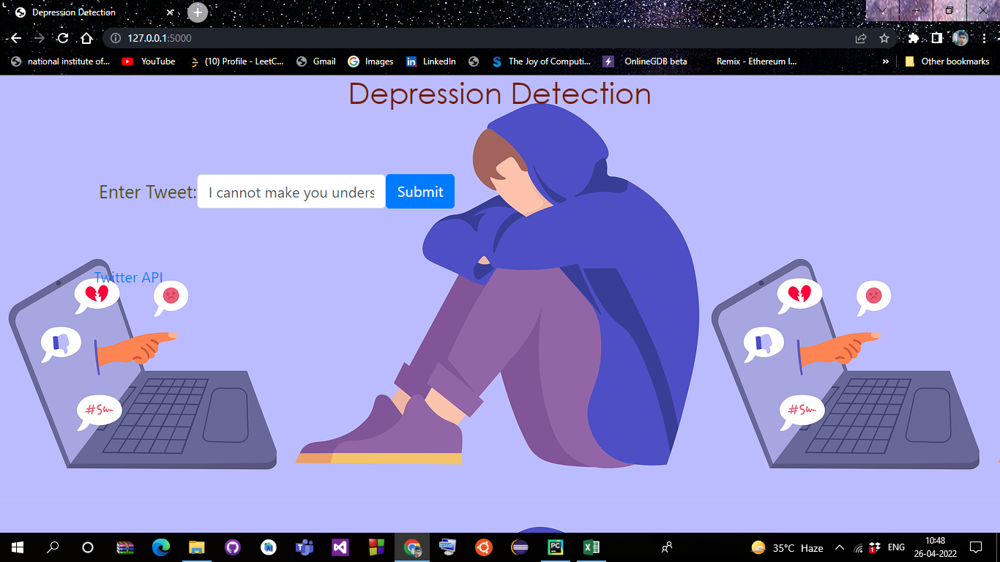 Depression Detection
127.0.0.1:5000
national institute of...
YouTube
(10) Profile - LeetC...
Gmail
Images
LinkedIn
The Joy of Computi...
OnlineGDB beta
Remix - Ethereum I...
»
Other bookmarks
Depression Detection
Enter Tweet:
I cannot make you unders
Submit
Twitter API
#Sun
#Sun
35°C Haze
ENG
10:48
26-04-2022